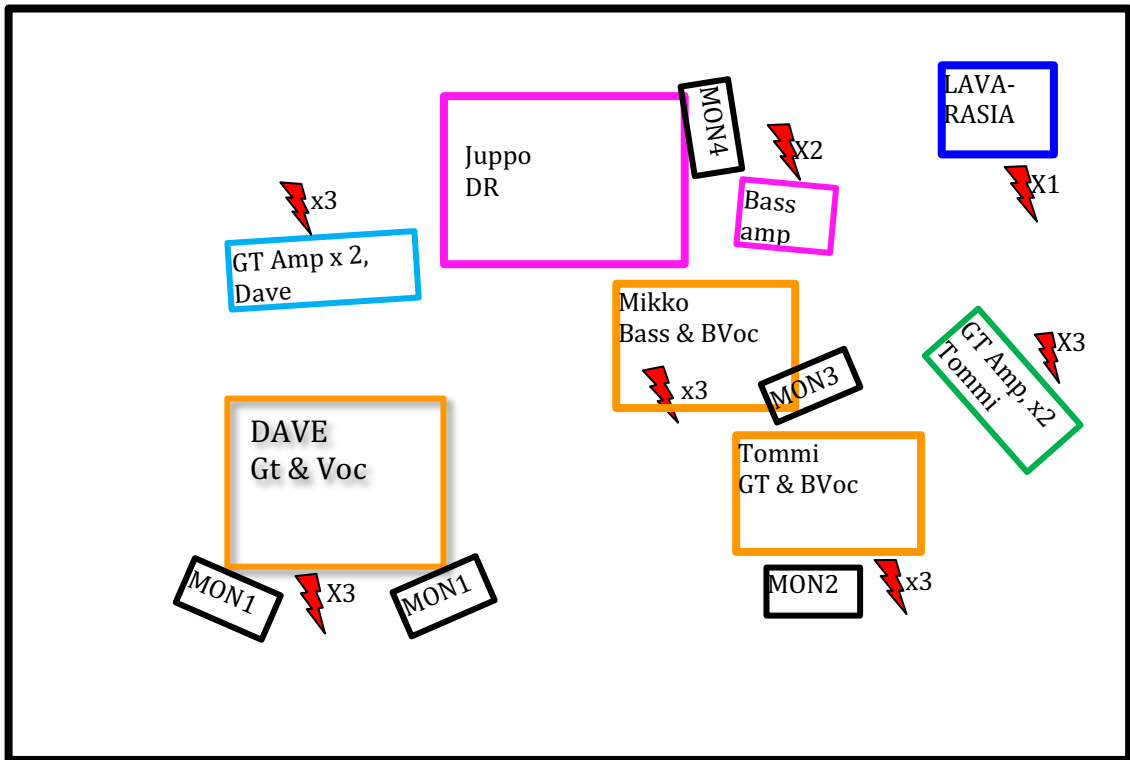 LAVA-
RASIA
X1
MON4
X2
Juppo
DR
Bass
amp
x3
GT Amp x 2,
Dave
Mikko
Bass & BVoc
x3
MON3
GT Amp, x2
Tommi
X3
DAVE
Gt & Voc
Tommi
GT & BVoc
MON1
X3
MON1
MON2
x3